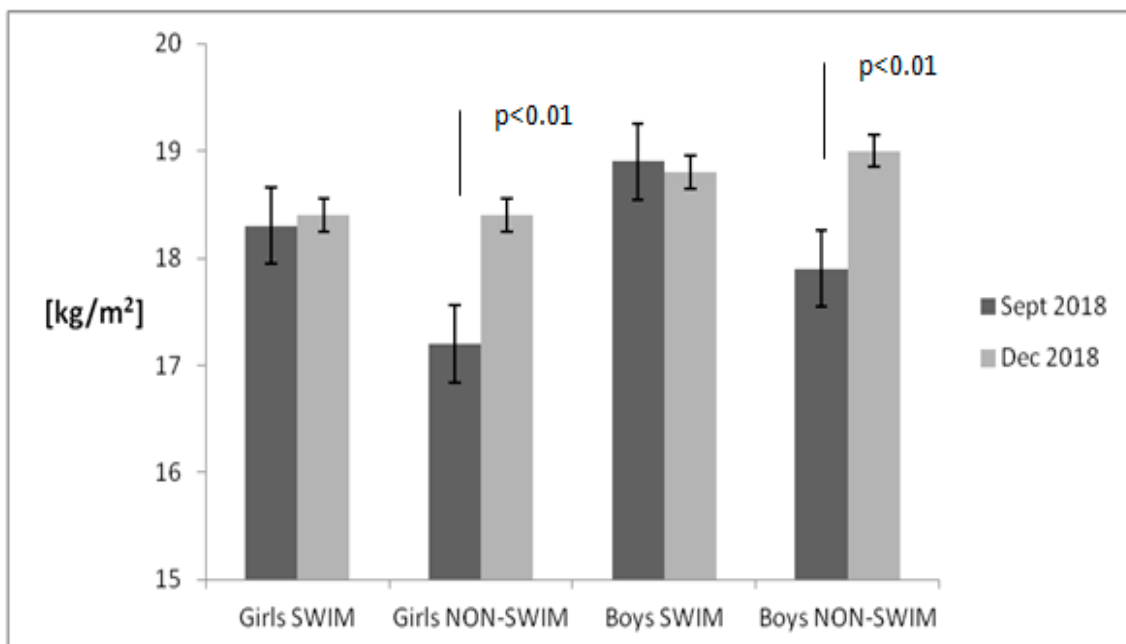 20
19
18
17
16
15
[kg/m²]
p<0.01
p<0.01
Girls SWIM
Girls NON-SWIM
Boys SWIM
Boys NON-SWIM
Sept 2018
Dec 2018